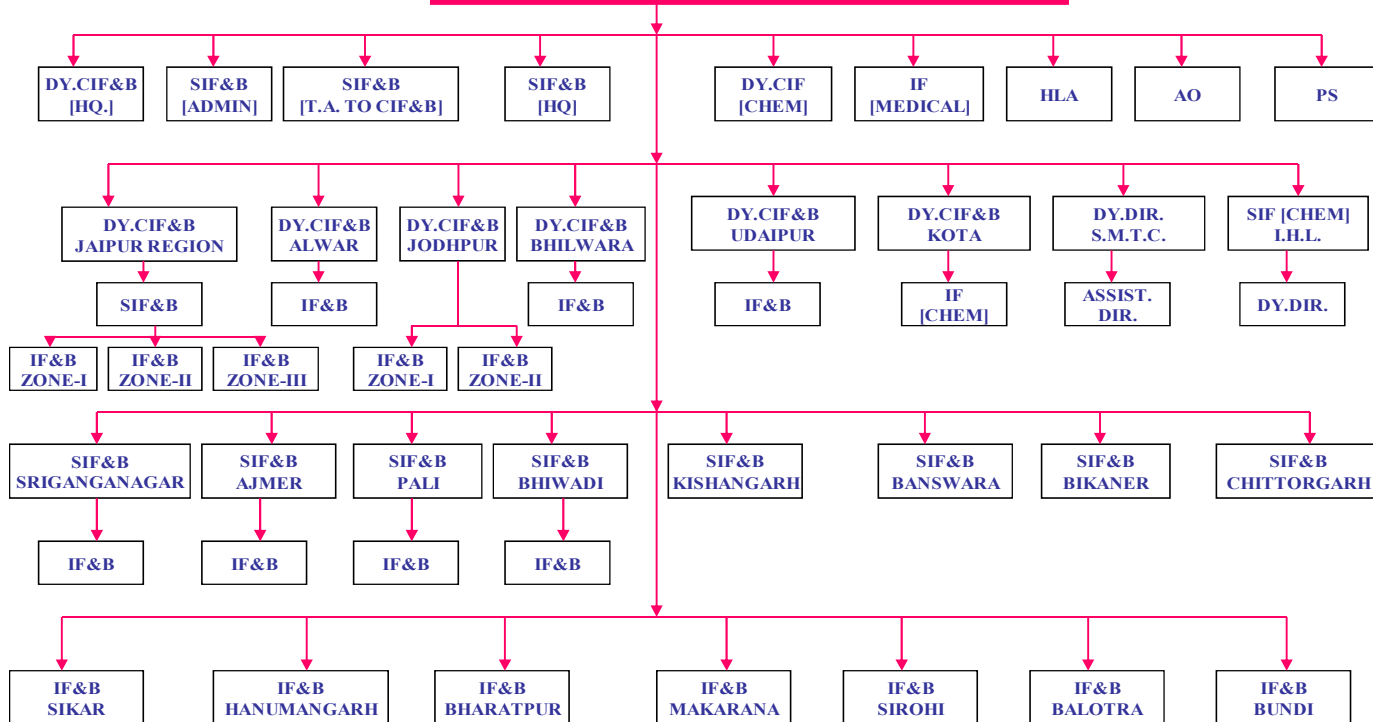 DY.CIF&B
[HQ.]
SIF&B
[ADMIN]
SIF&B
[T.A. TO CIF&B]
SIF&B
[HQ]
DY.CIF
[CHEM]
IF
[MEDICAL]
HLA
AO
PS
DY.CIF&B
JAIPUR REGION
DY.CIF&B
ALWAR
DY.CIF&B
JODHPUR
DY.CIF&B
BHILWARA
DY.CIF&B
UDAIPUR
DY.CIF&B
KOTA
DY.DIR.
S.M.T.C.
SIF [CHEM]
I.H.L.
SIF&B
IF&B
IF&B
IF&B
IF
[CHEM]
ASSIST.
DIR.
DY.DIR.
IF&B
ZONE-I
IF&B
ZONE-II
IF&B
ZONE-III
IF&B
ZONE-I
IF&B
ZONE-II
SIF&B
SRIGANGANAGAR
SIF&B
AJMER
SIF&B
PALI
SIF&B
BHIWADI
SIF&B
KISHANGARH
SIF&B
BANSWARA
SIF&B
BIKANER
SIF&B
CHITTORGARH
IF&B
IF&B
IF&B
IF&B
IF&B
SIKAR
IF&B
HANUMANGARH
IF&B
BHARATPUR
IF&B
MAKARANA
IF&B
SIROHI
IF&B
BALOTRA
IF&B
BUNDI